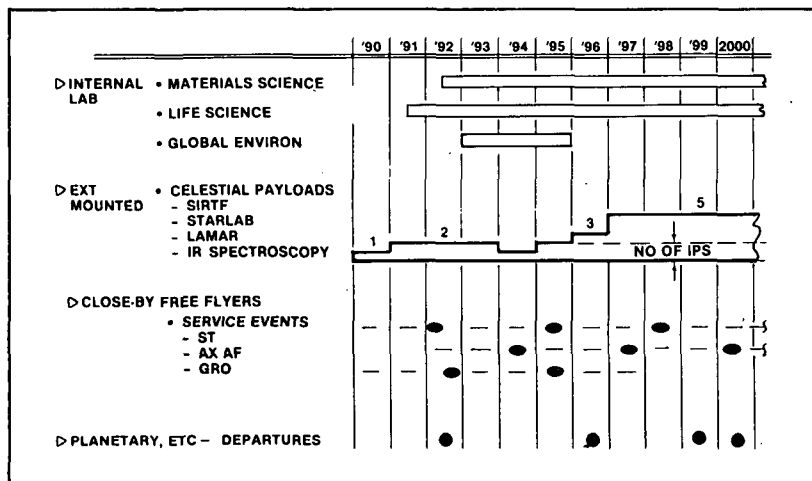 '90 '91 '92 '93 '94 '95 '96 '97 '98 '99 2000
▷ INTERNAL LAB
• MATERIALS SCIENCE
• LIFE SCIENCE
• GLOBAL ENVIRON
▷ EXT MOUNTED
• CELESTIAL PAYLOADS
- SIRTF
- STARLAB
- LAMAR
- IR SPECTROSCOPY
1 2 3 5
NO OF IPS
▷ CLOSE-BY FREE FLYERS
• SERVICE EVENTS
- ST
- AX AF
- GRO
▷ PLANETARY, ETC – DEPARTURES